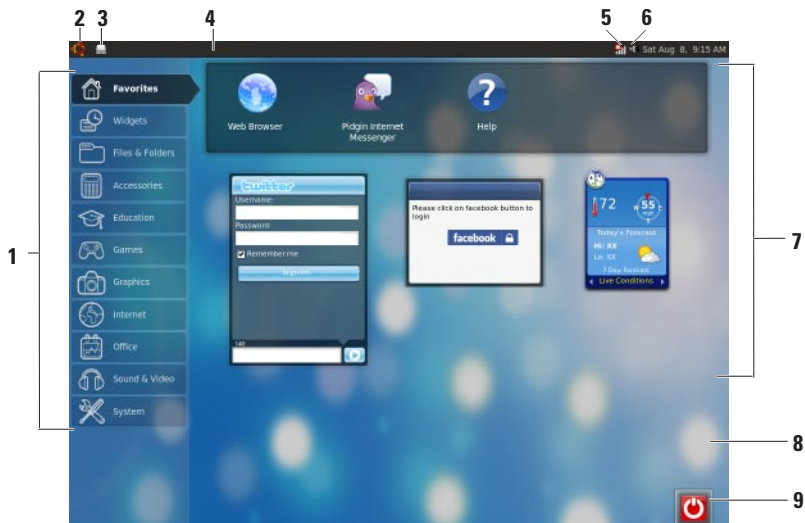 2 3 4 5 6
Sat Aug 8, 9:15 AM
1
Favorites
Widgets
Files & Folders
Accessories
Education
Games
Graphics
Internet
Office
Sound & Video
System
Web Browser
Pidgin Internet
Messenger
Help
twitter
Username:
Password:
Remember me
Sign in
140
Please click on facebook button to
login
facebook
72
55
Today's Forecast
Hi: XX
Lo: XX
7 Day Forecast
Live Conditions
7
8
9